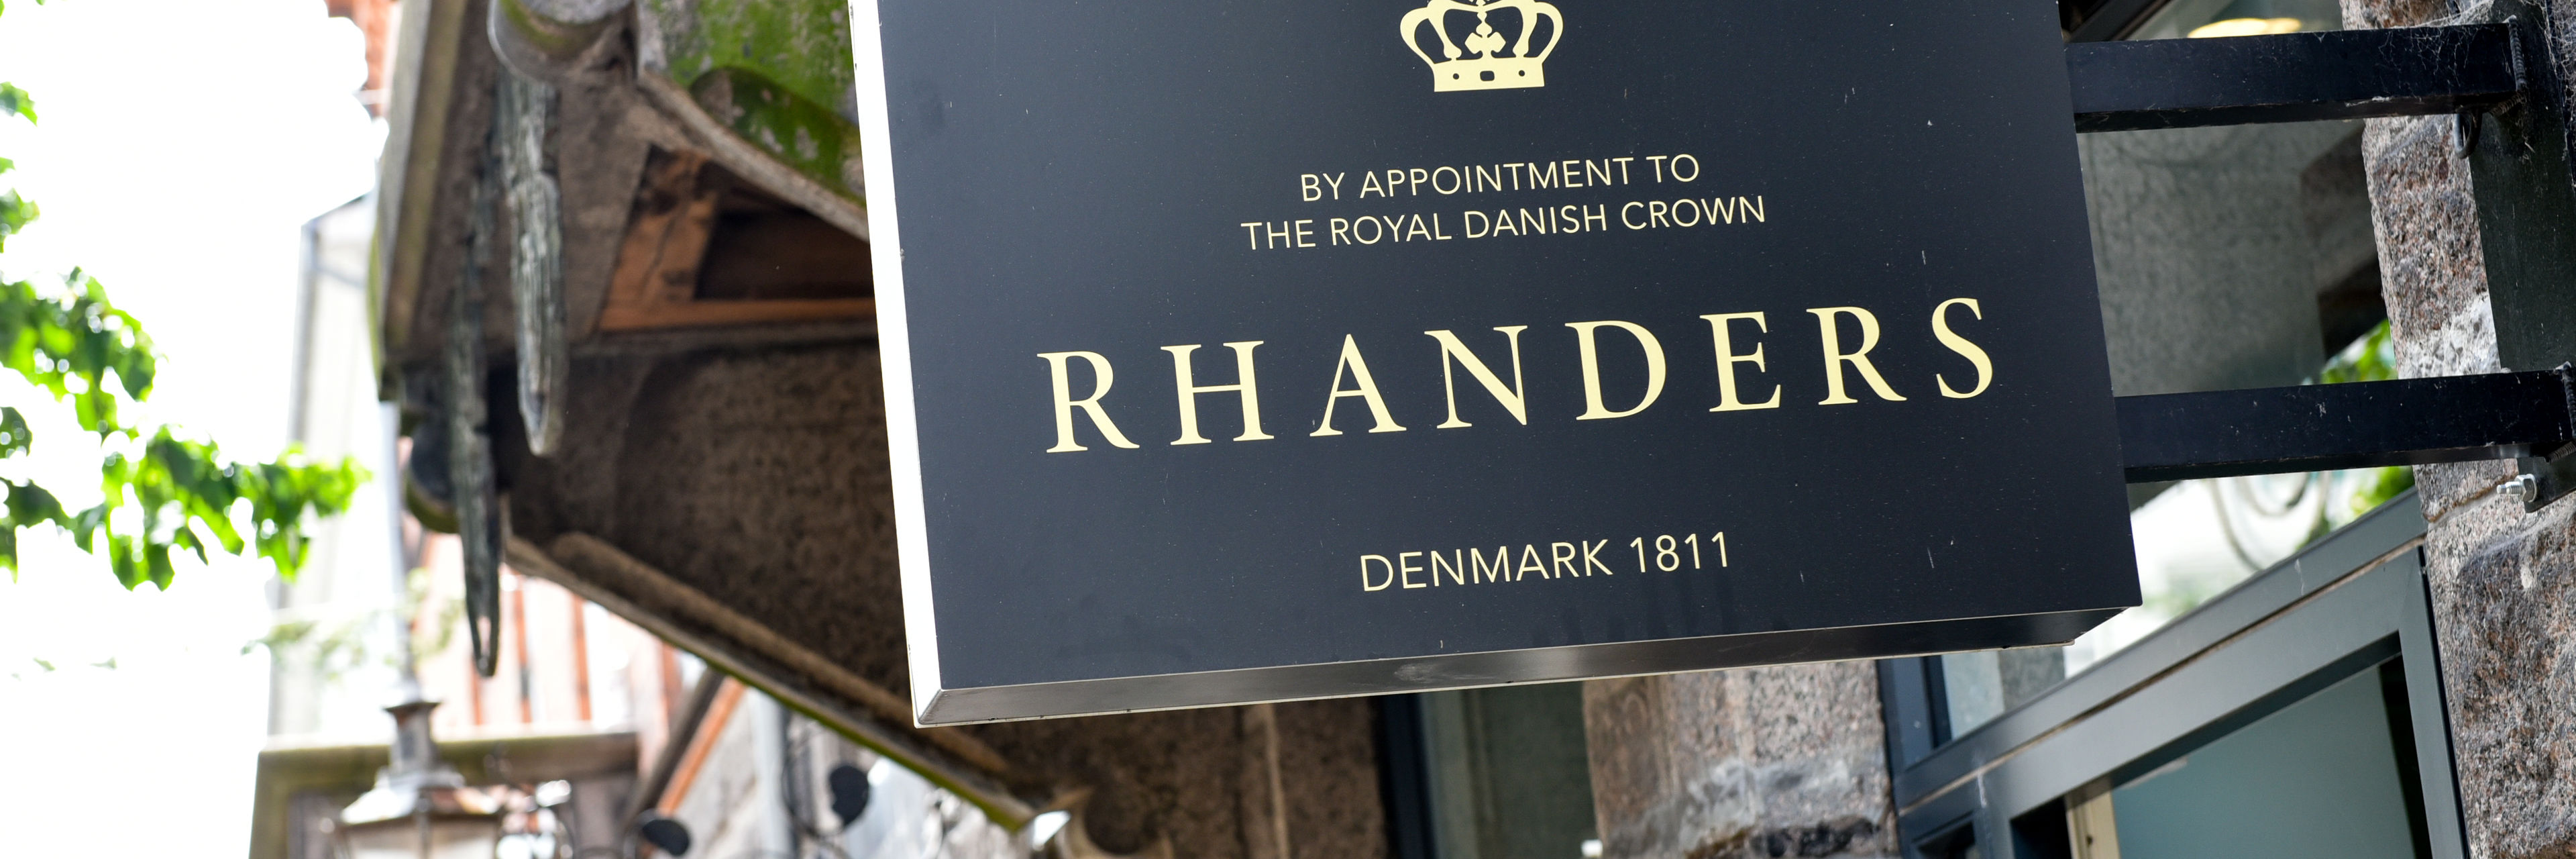 BY APPOINTMENT TO
THE ROYAL DANISH CROWN
RHANDERS
DENMARK 1811